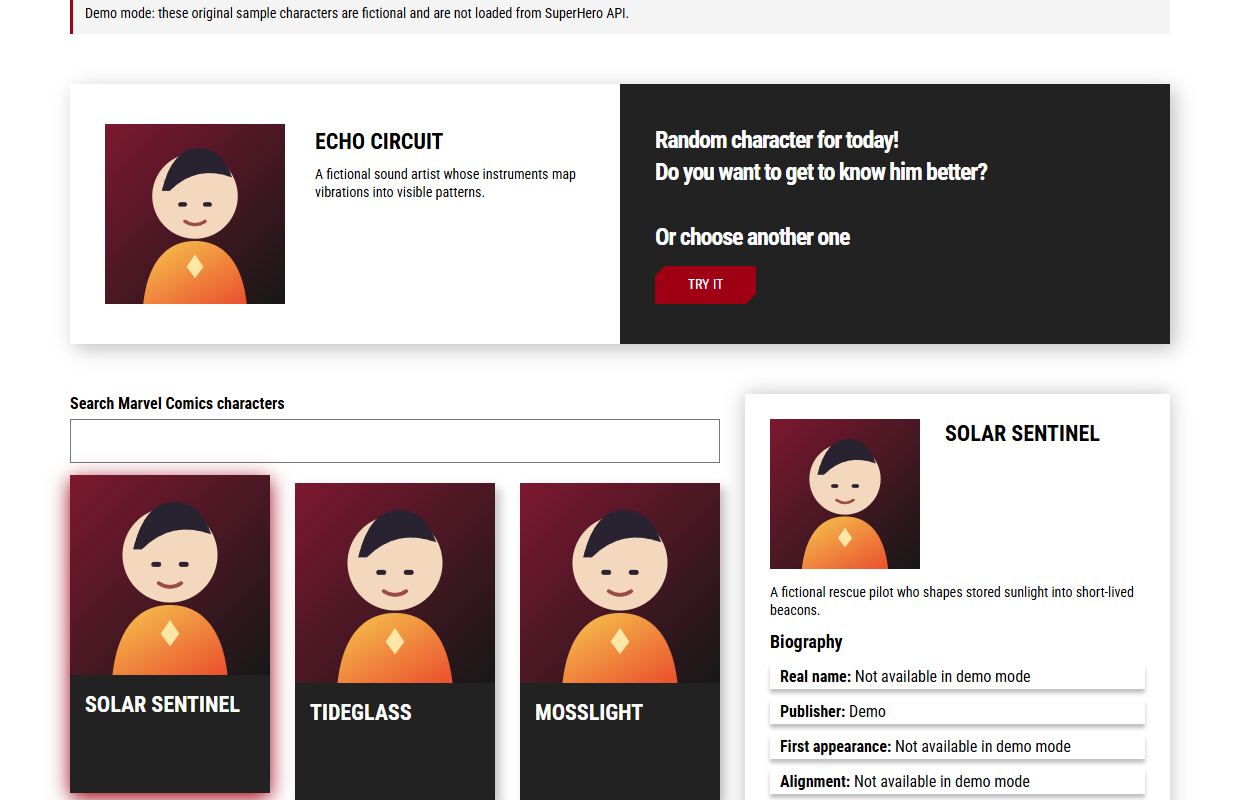 Demo mode: these original sample characters are fictional and are not loaded from SuperHero API.
ECHO CIRCUIT
A fictional sound artist whose instruments map
vibrations into visible patterns.
Random character for today!
Do you want to get to know him better?
Or choose another one
TRY IT
Search Marvel Comics characters
SOLAR SENTINEL
TIDEGLASS
MOSSLIGHT
SOLAR SENTINEL
A fictional rescue pilot who shapes stored sunlight into short-lived
beacons.
Biography
Real name: Not available in demo mode
Publisher: Demo
First appearance: Not available in demo mode
Alignment: Not available in demo mode